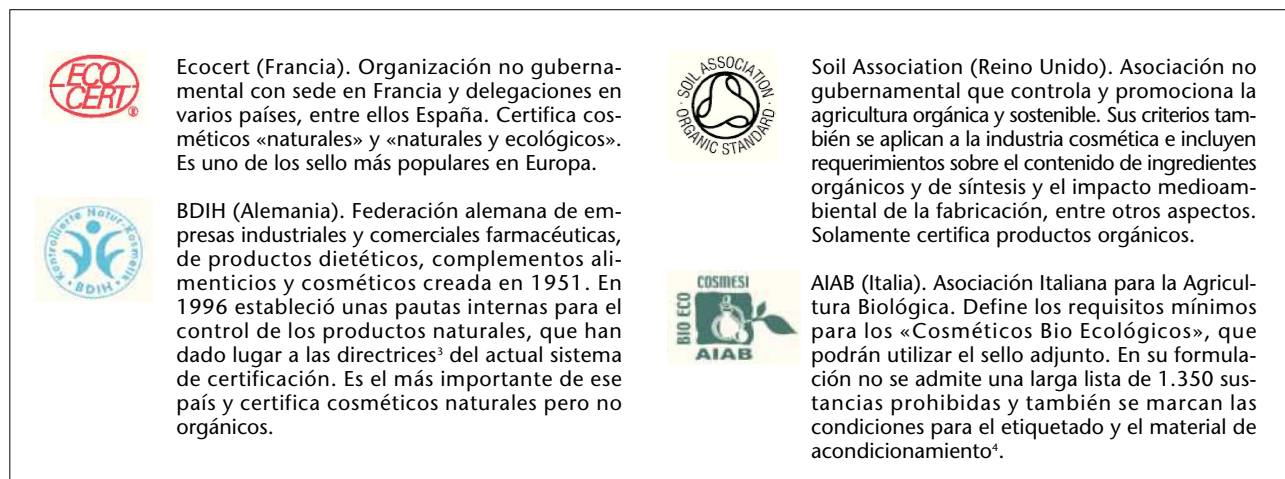 ECO
CERT
®
Ecocert (Francia). Organización no guberna-
mental con sede en Francia y delegaciones en
varios países, entre ellos España. Certifica cos-
méticos «naturales» y «naturales y ecológicos».
Es uno de los sello más populares en Europa.
Kontrollierte Natur-Kosmetik
· BDIH ·
BDIH (Alemania). Federación alemana de em-
presas industriales y comerciales farmacéuticas,
de productos dietéticos, complementos ali-
menticios y cosméticos creada en 1951. En
1996 estableció unas pautas internas para el
control de los productos naturales, que han
dado lugar a las directrices³ del actual sistema
de certificación. Es el más importante de ese
país y certifica cosméticos naturales pero no
orgánicos.
SOIL ASSOCIATION
ORGANIC STANDARD
Soil Association (Reino Unido). Asociación no
gubernamental que controla y promociona la
agricultura orgánica y sostenible. Sus criterios tam-
bién se aplican a la industria cosmética e incluyen
requerimientos sobre el contenido de ingredientes
orgánicos y de síntesis y el impacto medioam-
biental de la fabricación, entre otros aspectos.
Solamente certifica productos orgánicos.
COSMESI
BIO ECO
AIAB
AIAB (Italia). Asociación Italiana para la Agricul-
tura Biológica. Define los requisitos mínimos
para los «Cosméticos Bio Ecológicos», que
podrán utilizar el sello adjunto. En su formula-
ción no se admite una larga lista de 1.350 sus-
tancias prohibidas y también se marcan las
condiciones para el etiquetado y el material de
acondicionamiento⁴.